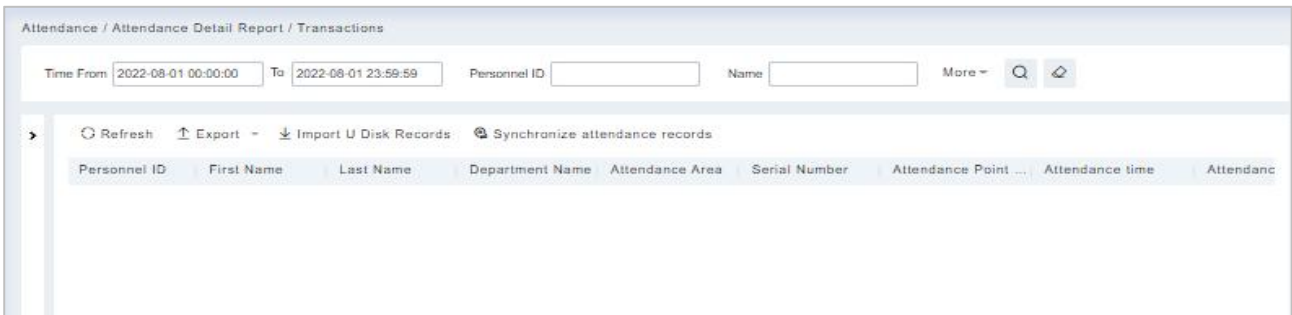 Attendance / Attendance Detail Report / Transactions
Time From 2022-08-01 00:00:00 To 2022-08-01 23:59:59 Personnel ID Name More
Refresh Export Import U Disk Records Synchronize attendance records
Personnel ID First Name Last Name Department Name Attendance Area Serial Number Attendance Point ... Attendance time Attendanc